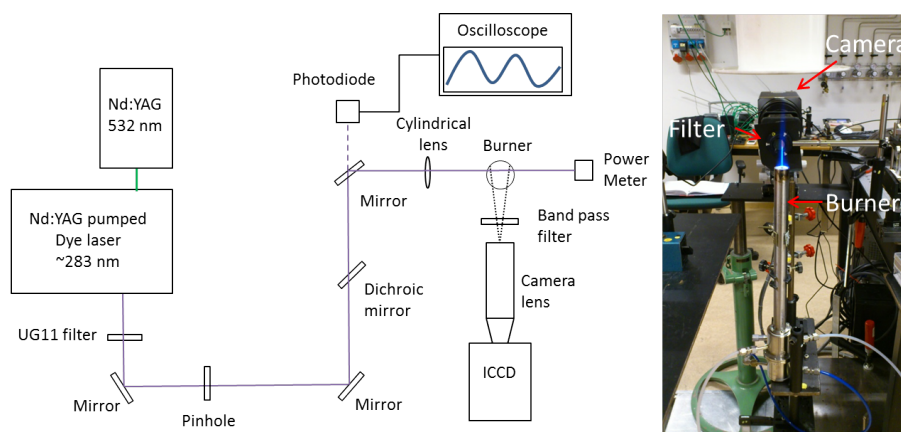 Oscilloscope
Photodiode
Nd:YAG
532 nm
Cylindrical
lens
Burner
Power
Meter
Mirror
Nd:YAG pumped
Dye laser
~283 nm
Band pass
filter
Dichroic
mirror
Camera
lens
UG11 filter
ICCD
Mirror
Pinhole
Mirror
Camera
Filter
Burner